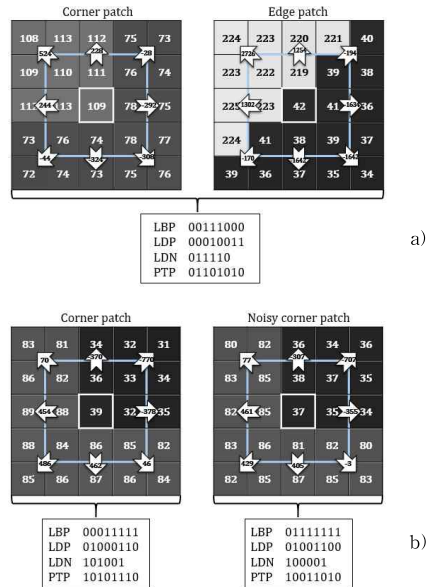 Corner patch Edge patch
108 113 112 75 73 224 223 220 221 40
524 228 -28 2726 1254 -194
109 110 111 76 74 223 222 219 39 38
112 244 13 109 78 -292 75 225 1302 223 42 41 -1634 36
73 76 74 78 77 224 41 38 39 37
-44 -324 -308 -170 -1642 -1642
72 74 73 75 76 39 36 37 35 34
LBP 00111000
LDP 00010011
LDN 011110
PTP 01101010
a)
Corner patch Noisy corner patch
83 81 34 32 31 80 82 36 34 36
70 -370 -770 77 -307 -707
86 82 36 33 34 83 85 38 37 35
89 454 88 39 32 -378 35 82 461 85 37 35 -355 34
88 84 86 85 82 84 86 81 82 80
486 462 46 429 405 -3
85 86 87 86 84 82 85 87 85 83
LBP 00011111
LDP 01000110
LDN 101001
PTP 10101110
LBP 01111111
LDP 01001100
LDN 100001
PTP 10011010
b)